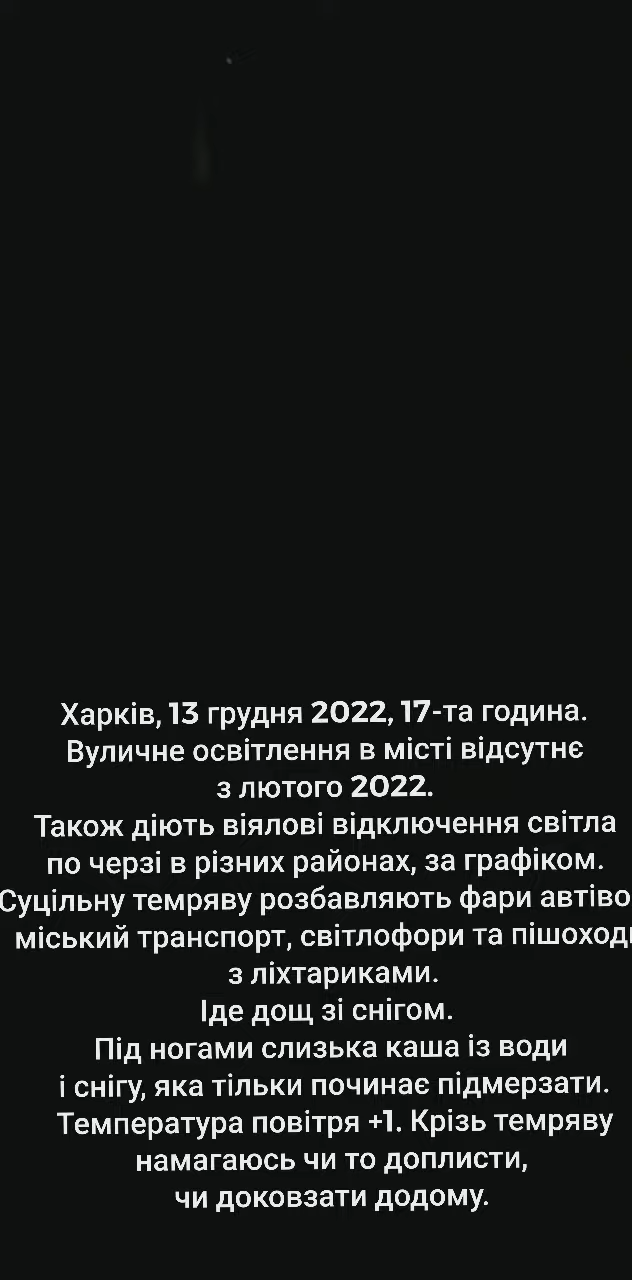 Харків, 13 грудня 2022, 17-та година.
Вуличне освітлення в місті відсутнє
з лютого 2022.
Також діють віялові відключення світла
по черзі в різних районах, за графіком.
Суцільну темряву розбавляють фари автіво
міський транспорт, світлофори та пішоход
з ліхтариками.
Іде дощ зі снігом.
Під ногами слизька каша із води
і снігу, яка тільки починає підмерзати.
Температура повітря +1. Крізь темряву
намагаюсь чи то доплисти,
чи доковзати додому.